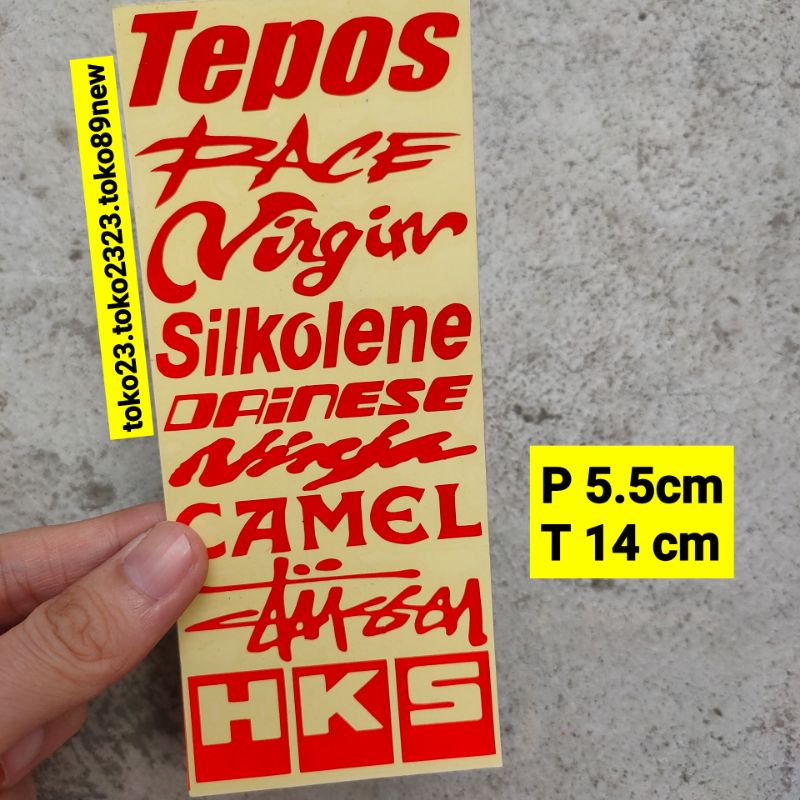 Tepos
RACE
Virgin
Silkolene
DAiNESE
Ninja
CAMEL
Stüssy
HKS
toko23.toko2323.toko89new
P 5.5cm
T 14 cm